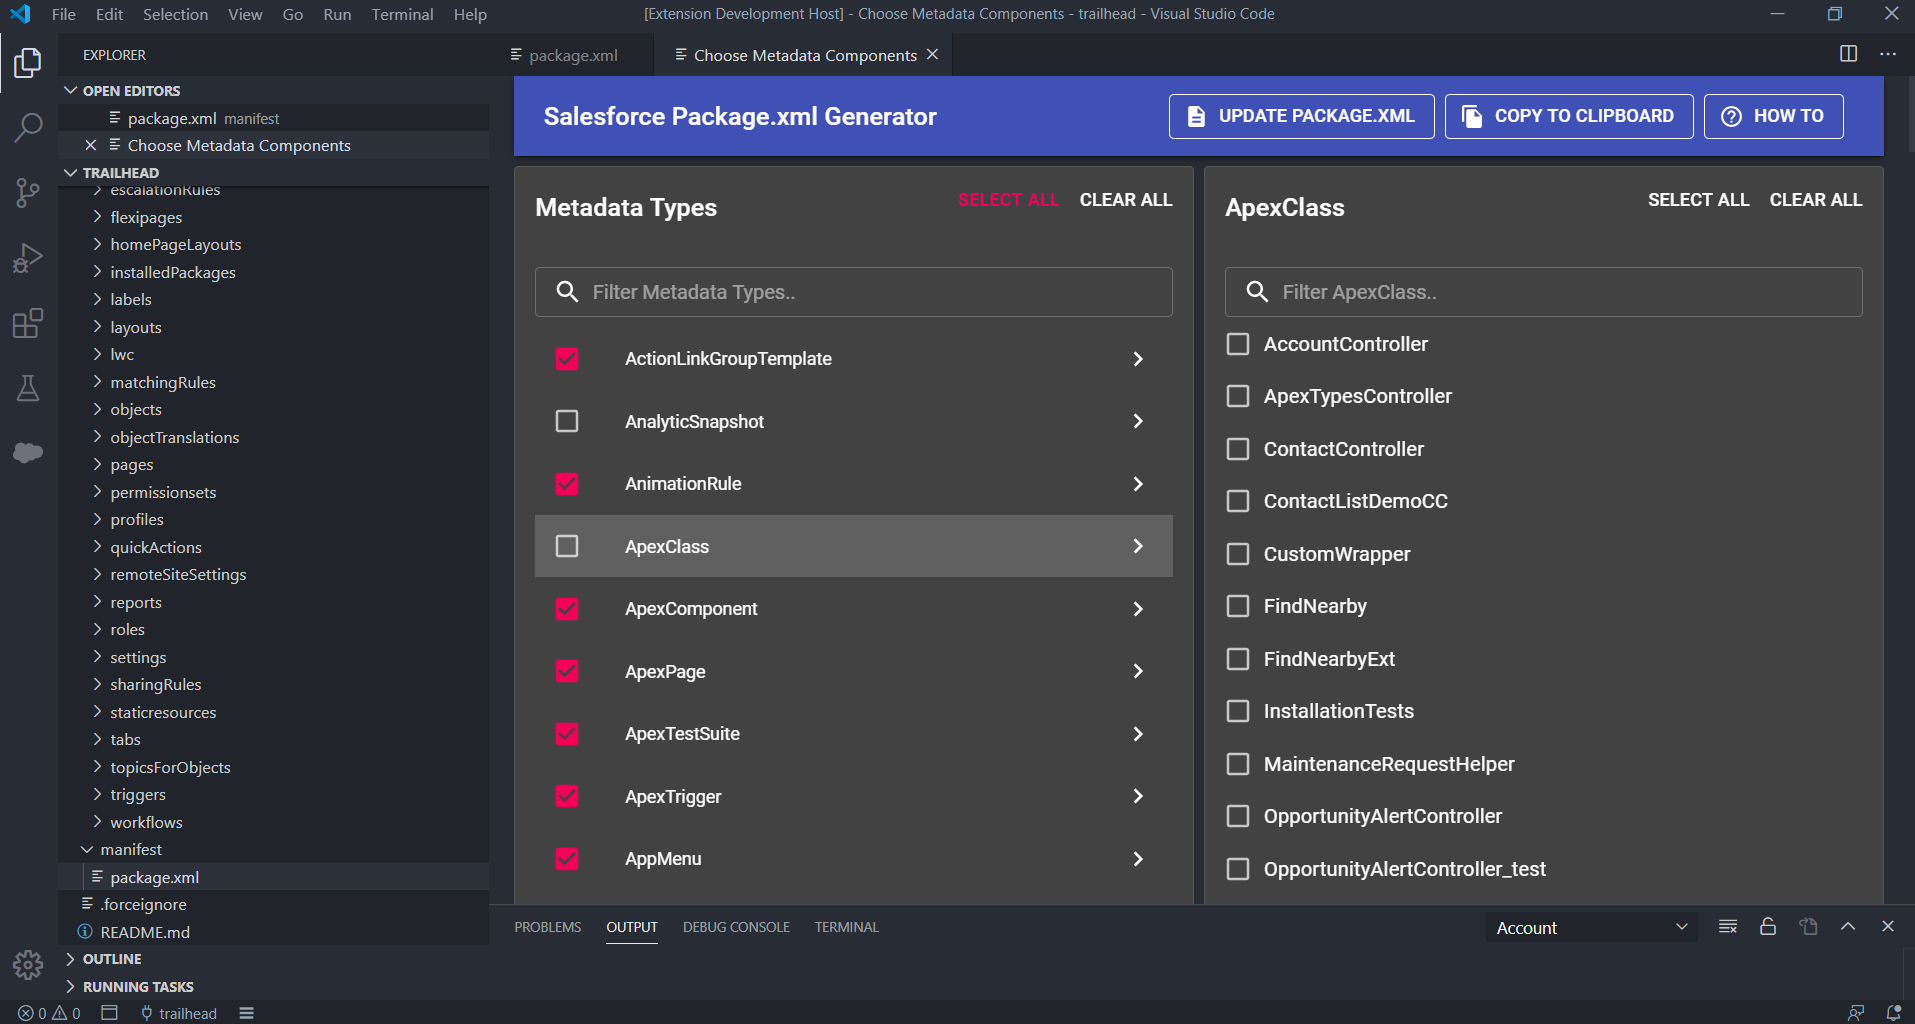 File Edit Selection View Go Run Terminal Help
[Extension Development Host] - Choose Metadata Components - trailhead - Visual Studio Code
EXPLORER
OPEN EDITORS
package.xml manifest
Choose Metadata Components
TRAILHEAD
escalationRules
flexipages
homePageLayouts
installedPackages
labels
layouts
lwc
matchingRules
objects
objectTranslations
pages
permissionsets
profiles
quickActions
remoteSiteSettings
reports
roles
settings
sharingRules
staticresources
tabs
topicsForObjects
triggers
workflows
manifest
package.xml
.forceignore
README.md
OUTLINE
RUNNING TASKS
package.xml
Choose Metadata Components
Salesforce Package.xml Generator
UPDATE PACKAGE.XML
COPY TO CLIPBOARD
HOW TO
Metadata Types
SELECT ALL CLEAR ALL
Filter Metadata Types..
ActionLinkGroupTemplate
AnalyticSnapshot
AnimationRule
ApexClass
ApexComponent
ApexPage
ApexTestSuite
ApexTrigger
AppMenu
ApexClass
SELECT ALL CLEAR ALL
Filter ApexClass..
AccountController
ApexTypesController
ContactController
ContactListDemoCC
CustomWrapper
FindNearby
FindNearbyExt
InstallationTests
MaintenanceRequestHelper
OpportunityAlertController
OpportunityAlertController_test
PROBLEMS OUTPUT DEBUG CONSOLE TERMINAL
Account
0 0 trailhead